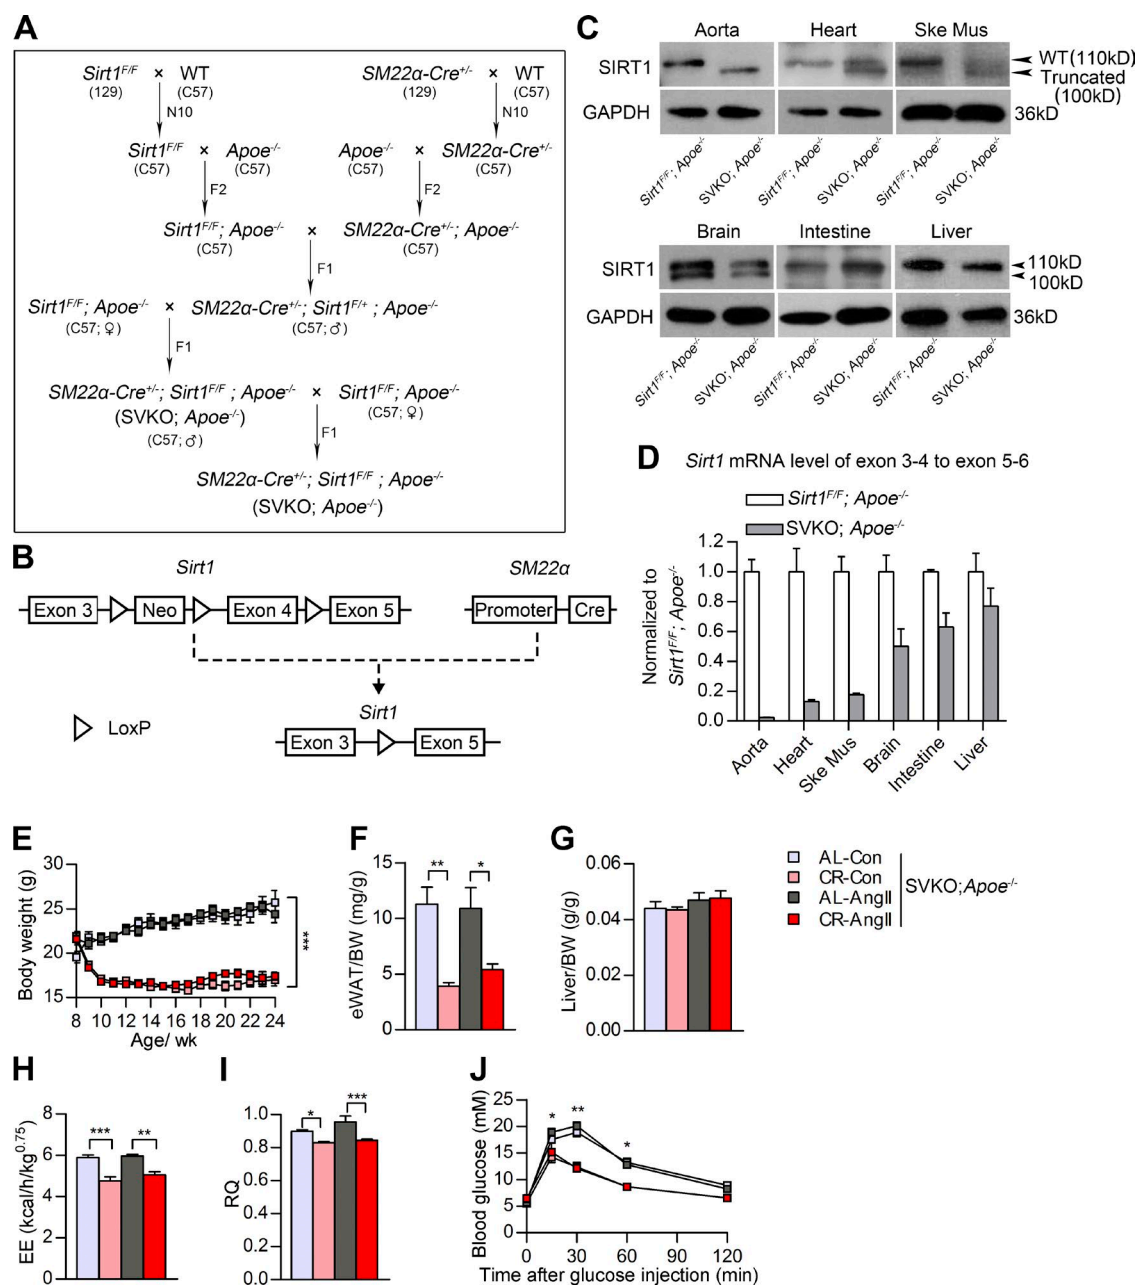 A
Sirt1F/F × WT
(129) (C57)
N10
SM22α-Cre+/- × WT
(129) (C57)
N10
Sirt1F/F × Apoe-/-
(C57) (C57)
F2
Apoe-/- × SM22α-Cre+/-
(C57) (C57)
F2
Sirt1F/F; Apoe-/- × SM22α-Cre+/-; Apoe-/-
(C57) (C57)
F1
Sirt1F/F; Apoe-/- × SM22α-Cre+/-; Sirt1F/+ ; Apoe-/-
(C57; ♀) (C57; ♂)
F1
SM22α-Cre+/-; Sirt1F/F ; Apoe-/- × Sirt1F/F; Apoe-/-
(SVKO; Apoe-/-) (C57; ♀)
(C57; ♂)
F1
SM22α-Cre+/-; Sirt1F/F ; Apoe-/-
(SVKO; Apoe-/-)
B
Sirt1 SM22α
Exon 3 Neo Exon 4 Exon 5 Promoter Cre
Sirt1
LoxP
Exon 3 Exon 5
C
Aorta Heart Ske Mus
SIRT1
WT(110kD)
Truncated
(100kD)
GAPDH 36kD
Sirt1F/F; Apoe-/- SVKO; Apoe-/- Sirt1F/F; Apoe-/- SVKO; Apoe-/- Sirt1F/F; Apoe-/- SVKO; Apoe-/-
Brain Intestine Liver
SIRT1
110kD
100kD
GAPDH 36kD
Sirt1F/F; Apoe-/- SVKO; Apoe-/- Sirt1F/F; Apoe-/- SVKO; Apoe-/- Sirt1F/F; Apoe-/- SVKO; Apoe-/-
D
Sirt1 mRNA level of exon 3-4 to exon 5-6
Sirt1F/F; Apoe-/-
SVKO; Apoe-/-
Normalized to
Sirt1F/F; Apoe-/-
1.2
1.0
0.8
0.6
0.4
0.2
0.0
Aorta Heart Ske Mus Brain Intestine Liver
E
Body weight (g)
30
25
20
15
***
8 10 12 14 16 18 20 22 24
Age/ wk
F
eWAT/BW (mg/g)
15
10
5
0
** *
G
Liver/BW (g/g)
0.06
0.04
0.02
0.00
AL-Con
CR-Con
AL-AngII
CR-AngII
SVKO;Apoe-/-
H
EE (kcal/h/kg0.75)
8
6
4
2
0
*** **
I
RQ
1.0
0.8
0.6
0.4
0.2
0.0
* ***
J
Blood glucose (mM)
25
20
15
10
5
0
* ** *
0 30 60 90 120
Time after glucose injection (min)